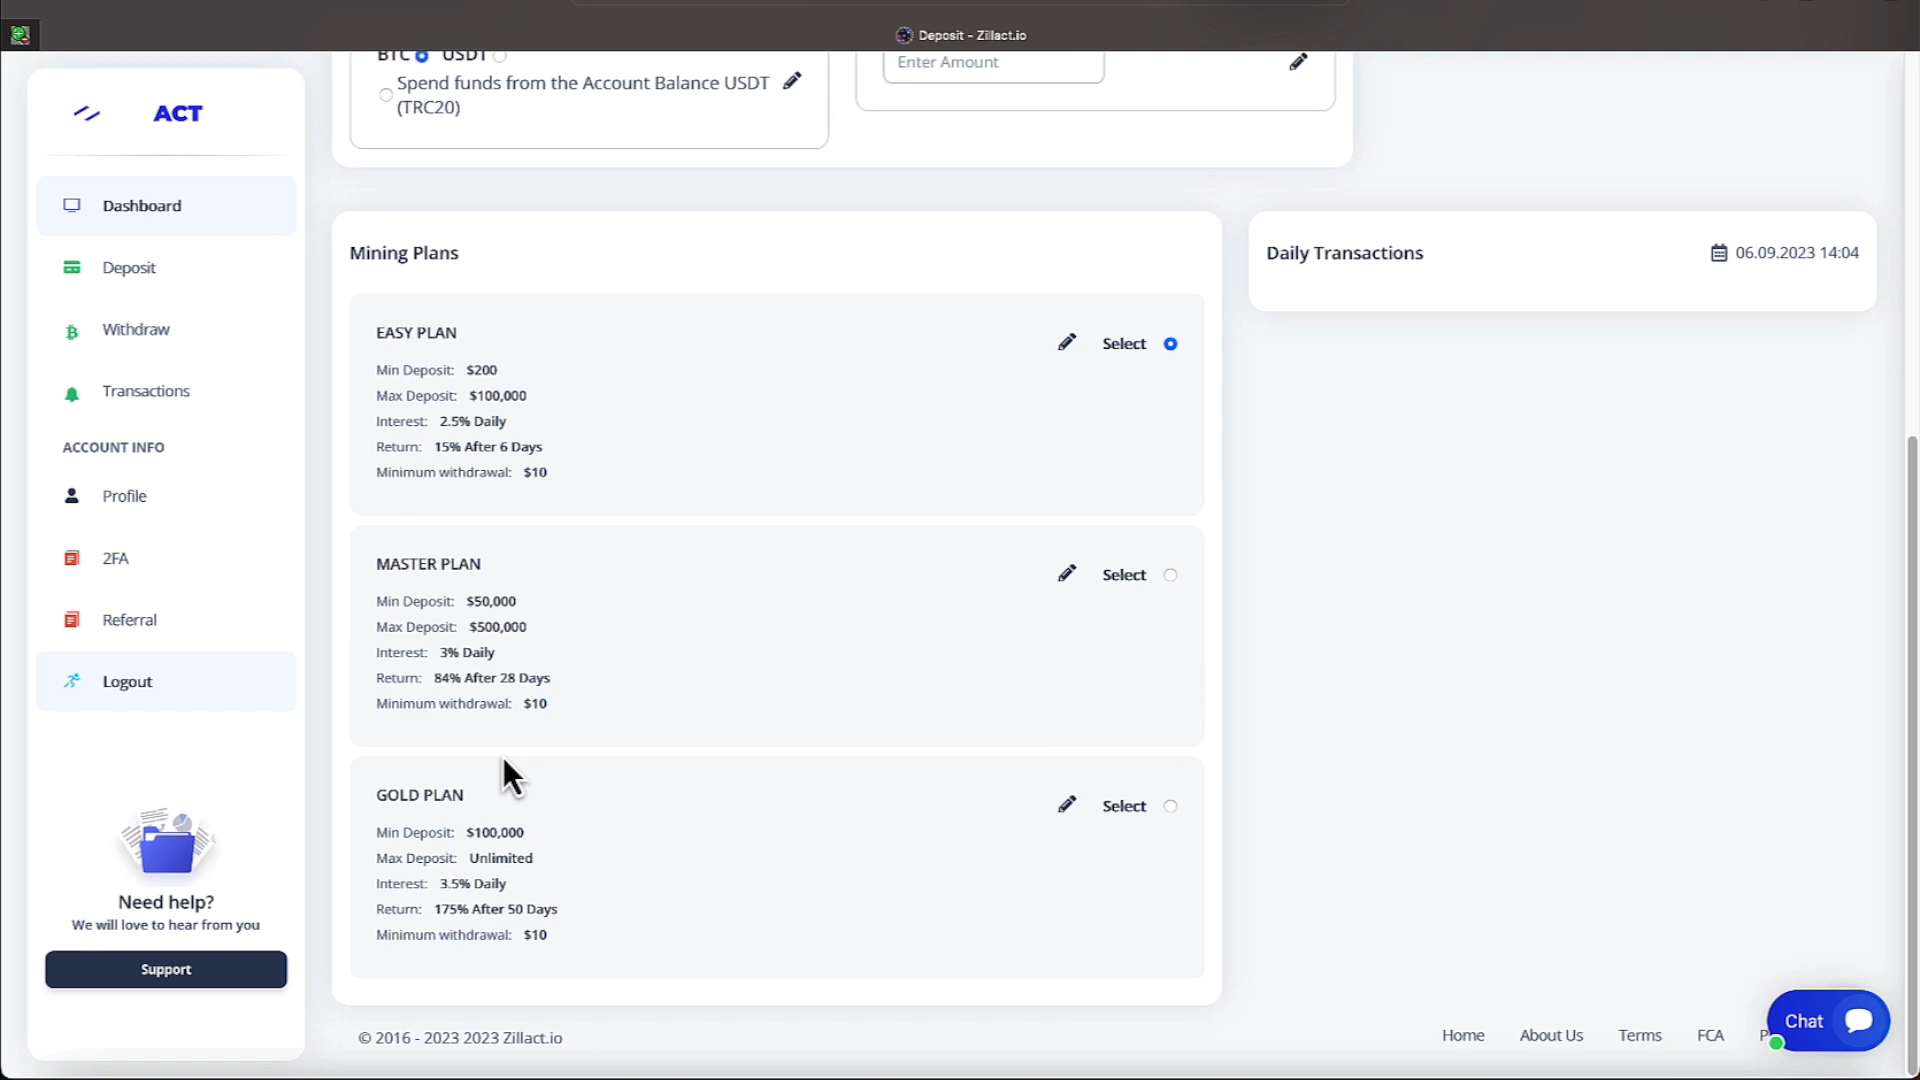 Deposit - Zillact.io
BTC USDT
Enter Amount
Spend funds from the Account Balance USDT
(TRC20)
ACT
Dashboard
Deposit
Withdraw
Transactions
ACCOUNT INFO
Profile
2FA
Referral
Logout
Need help?
We will love to hear from you
Support
Mining Plans
EASY PLAN
Select
Min Deposit: $200
Max Deposit: $100,000
Interest: 2.5% Daily
Return: 15% After 6 Days
Minimum withdrawal: $10
MASTER PLAN
Select
Min Deposit: $50,000
Max Deposit: $500,000
Interest: 3% Daily
Return: 84% After 28 Days
Minimum withdrawal: $10
GOLD PLAN
Select
Min Deposit: $100,000
Max Deposit: Unlimited
Interest: 3.5% Daily
Return: 175% After 50 Days
Minimum withdrawal: $10
Daily Transactions
06.09.2023 14:04
© 2016 - 2023 2023 Zillact.io
Home About Us Terms FCA
Chat